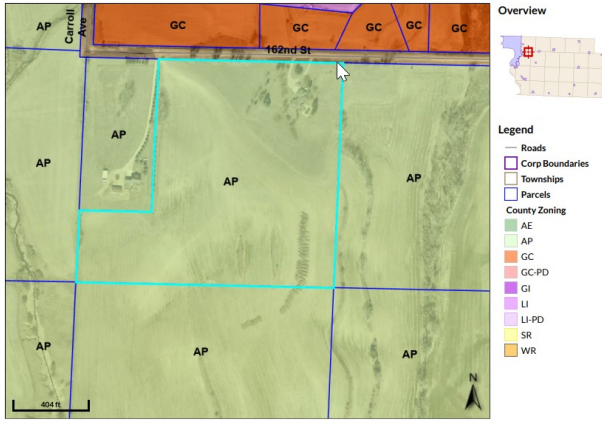 Overview
AP
Carroll
Ave
GC
GC
GC
GC
GC
162nd St
AP
AP
AP
AP
AP
AP
AP
404 ft
N
Legend
Roads
Corp Boundaries
Townships
Parcels
County Zoning
AE
AP
GC
GC-PD
GI
LI
LI-PD
SR
WR